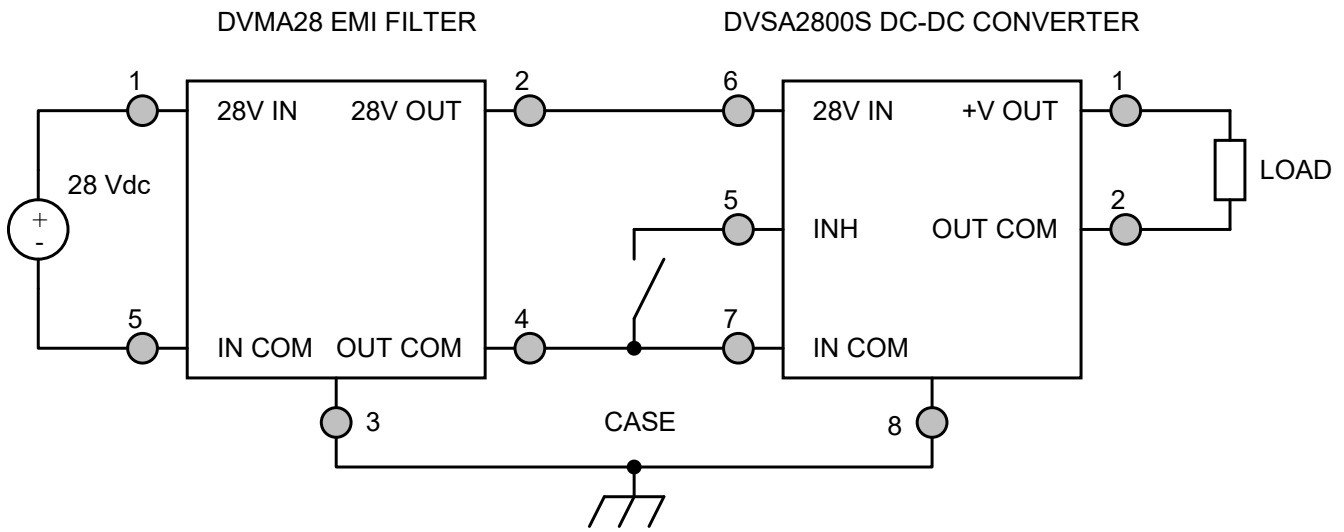 DVMA28 EMI FILTER DVSA2800S DC-DC CONVERTER
1 2 6 1
28V IN 28V OUT 28V IN +V OUT
28 Vdc LOAD
5 2
+ INH OUT COM
-
5 4 7
IN COM OUT COM IN COM
3 CASE 8